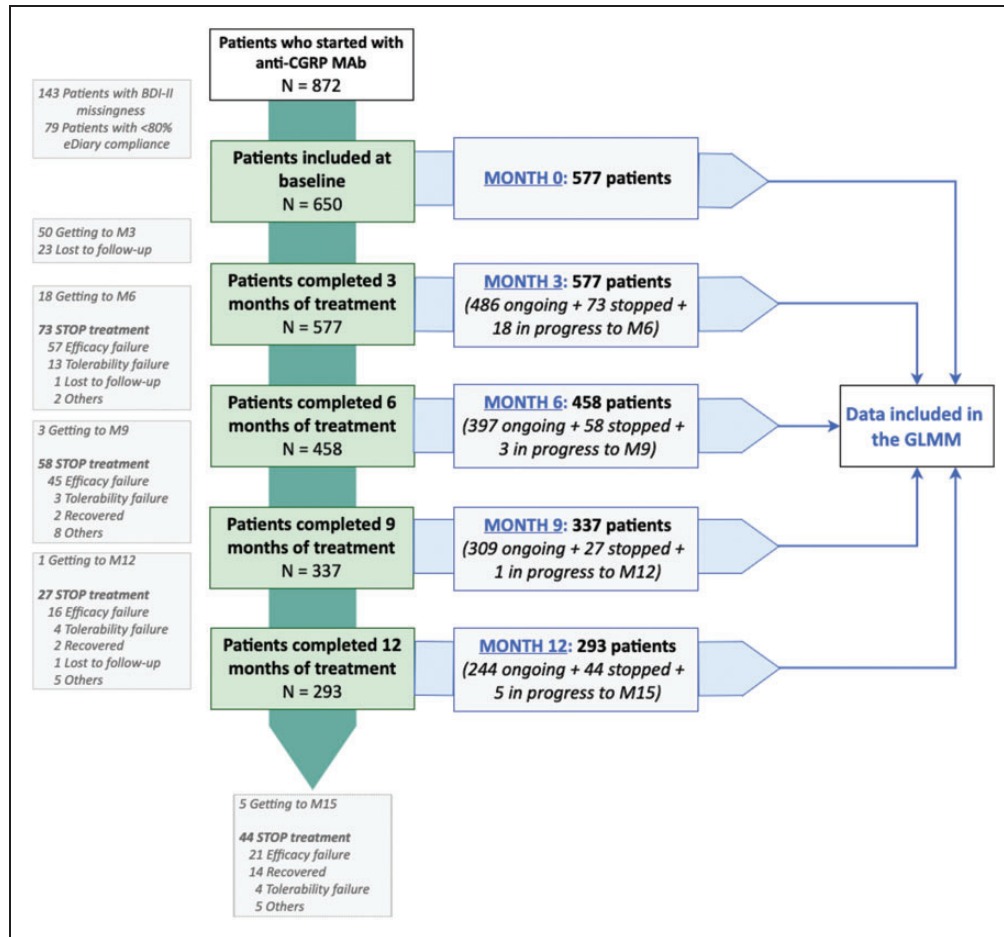 Patients who started with
anti-CGRP MAb
N = 872
143 Patients with BDI-II
missingness
79 Patients with <80%
eDiary compliance
Patients included at
baseline
N = 650
MONTH 0: 577 patients
50 Getting to M3
23 Lost to follow-up
Patients completed 3
months of treatment
N = 577
MONTH 3: 577 patients
(486 ongoing + 73 stopped +
18 in progress to M6)
18 Getting to M6
73 STOP treatment
57 Efficacy failure
13 Tolerability failure
1 Lost to follow-up
2 Others
Patients completed 6
months of treatment
N = 458
MONTH 6: 458 patients
(397 ongoing + 58 stopped +
3 in progress to M9)
Data included in
the GLMM
3 Getting to M9
58 STOP treatment
45 Efficacy failure
3 Tolerability failure
2 Recovered
8 Others
Patients completed 9
months of treatment
N = 337
MONTH 9: 337 patients
(309 ongoing + 27 stopped +
1 in progress to M12)
1 Getting to M12
27 STOP treatment
16 Efficacy failure
4 Tolerability failure
2 Recovered
1 Lost to follow-up
5 Others
Patients completed 12
months of treatment
N = 293
MONTH 12: 293 patients
(244 ongoing + 44 stopped +
5 in progress to M15)
5 Getting to M15
44 STOP treatment
21 Efficacy failure
14 Recovered
4 Tolerability failure
5 Others